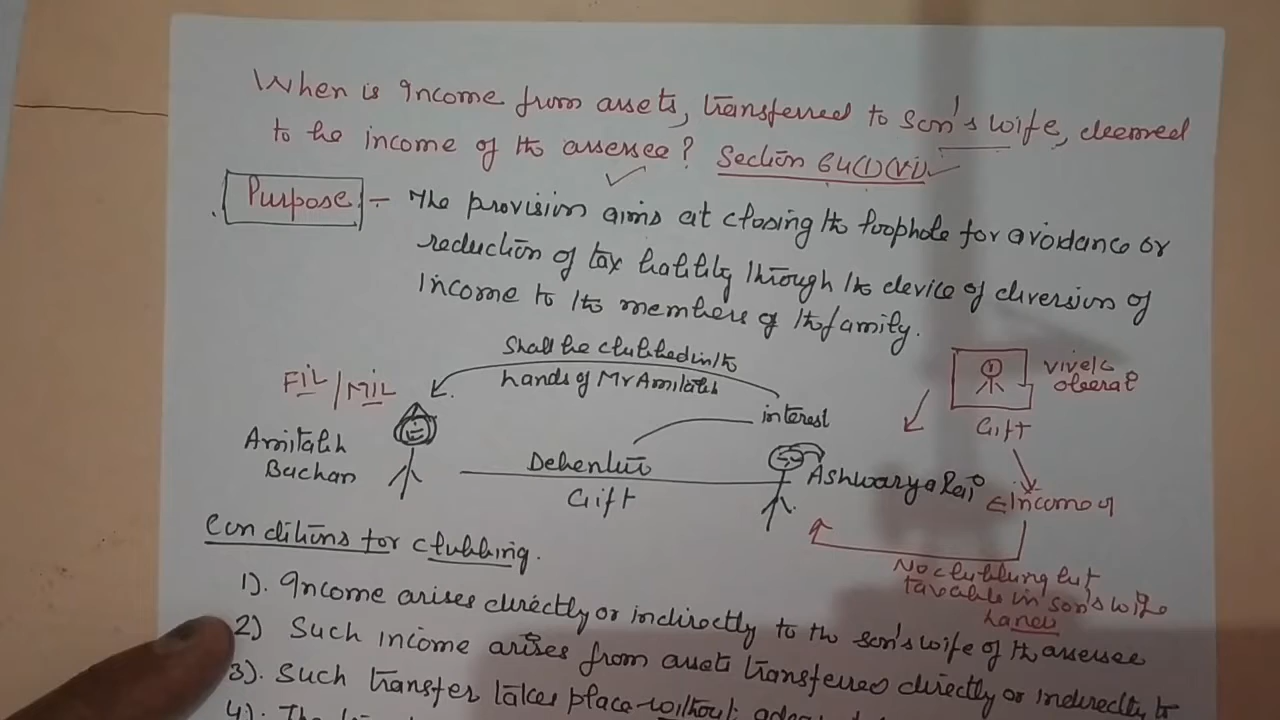 When is income from assets, transferred to son's wife, deemed
to be income of the assessee? Section 64(1)(vi)
Purpose - The provision aims at closing the loophole for avoidance or
reduction of tax liability through the device of diversion of
income to the members of the family.
Shall be clubbed in the
hands of Mr Amitabh
FIL/MIL
Amitabh
Bachan
Debenture
Gift
interest
Ashwarya Rai
Vivek
oberai
Gift
Income of
No clubbing but
taxable in son's wife
hands
Conditions for clubbing.
1). Income arises directly or indirectly to the son's wife of the assessee
2) Such income arises from assets transferred directly or indirectly to
3). Such transfer takes place without
4). The